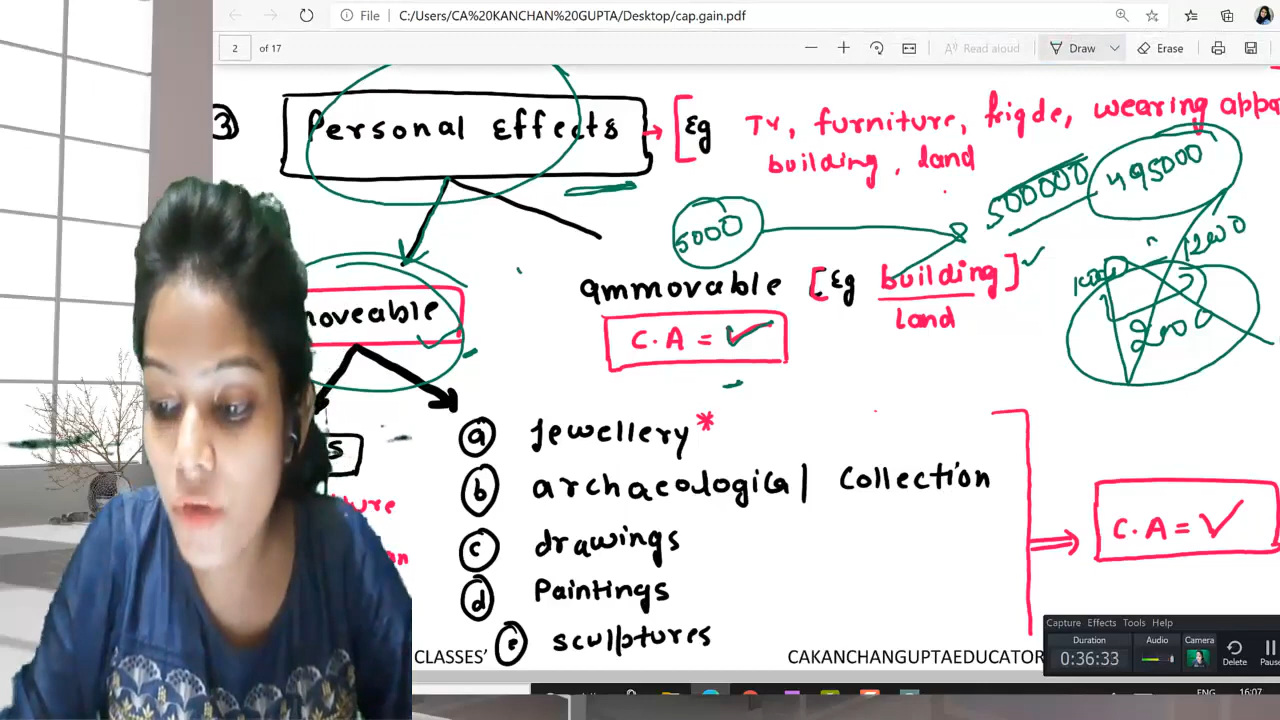 File | C:/Users/CA%20KANCHAN%20GUPTA/Desktop/cap.gain.pdf
2 of 17 Read aloud Draw Erase
3 Personal Effects [Eg TV, furniture, frigde, wearing appa
building, land
500000 495000
5000 12000
ammovable [Eg building]
land
moveable
C.A = ✓
2000
a Jewellery*
b archaeological collection
c drawings
d Paintings
e sculptures
C.A = ✓
CLASSES' CAKANCHANGUPTAEDUCATOR
Capture Effects Tools Help
Duration Audio Camera
0:36:33 Delete Paus
ENG 16:07